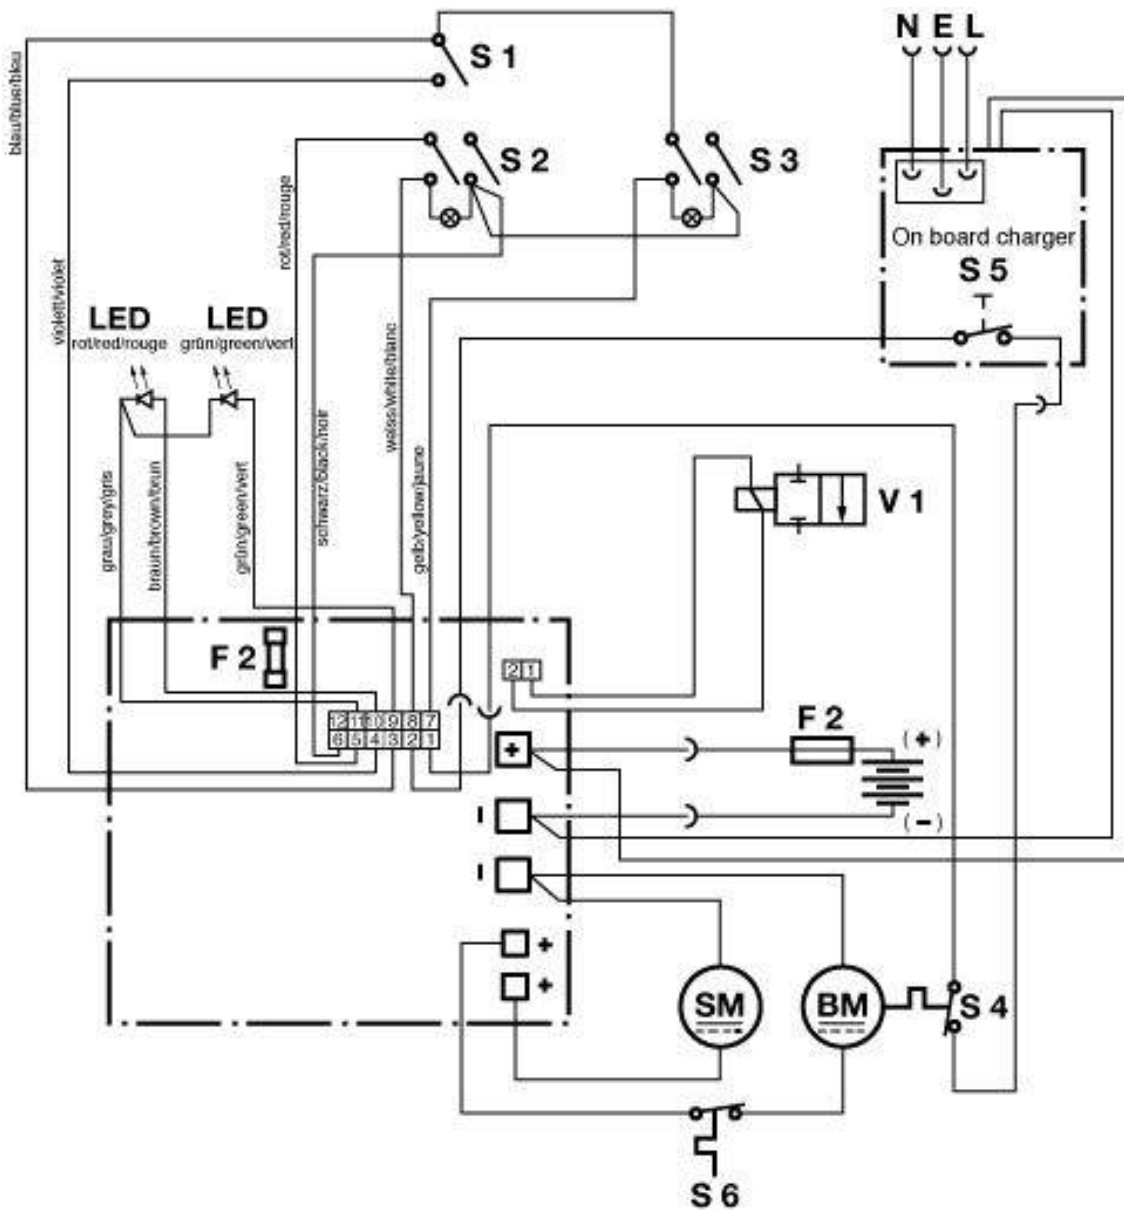 N E L
S 1
blau/blue/bleu
S 2
S 3
rot/red/rouge
On board charger
S 5
violett/violet
LED
rot/red/rouge
LED
grün/green/vert
weiss/white/blanc
schwarz/black/noir
gelb/yellow/jaune
grau/grey/gris
braun/brown/brun
grün/green/vert
V 1
F 2
2 1
12 11 10 9 8 7
6 5 4 3 2 1
+
F 2
(+)
(−)
−
−
+
+
SM
BM
S 4
S 6